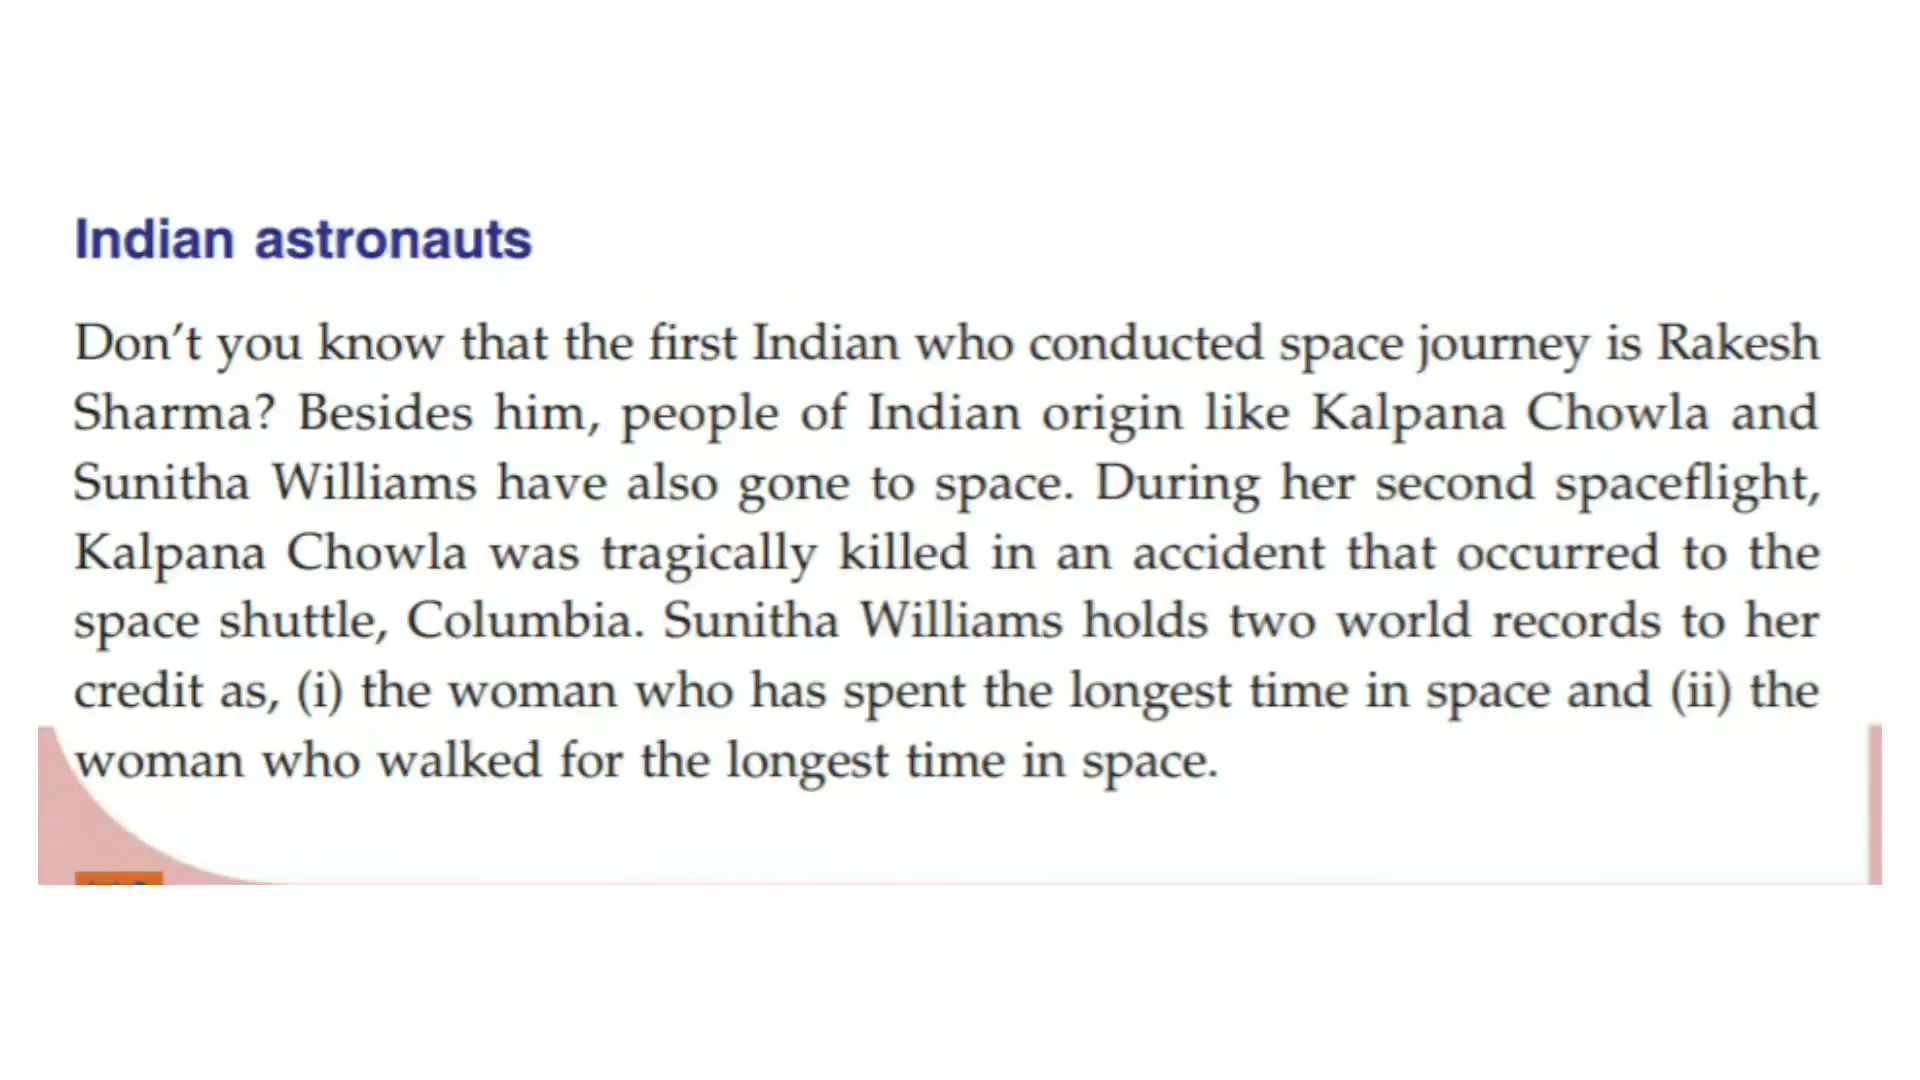 Indian astronauts
Don’t you know that the first Indian who conducted space journey is Rakesh
Sharma? Besides him, people of Indian origin like Kalpana Chowla and
Sunitha Williams have also gone to space. During her second spaceflight,
Kalpana Chowla was tragically killed in an accident that occurred to the
space shuttle, Columbia. Sunitha Williams holds two world records to her
credit as, (i) the woman who has spent the longest time in space and (ii) the
woman who walked for the longest time in space.